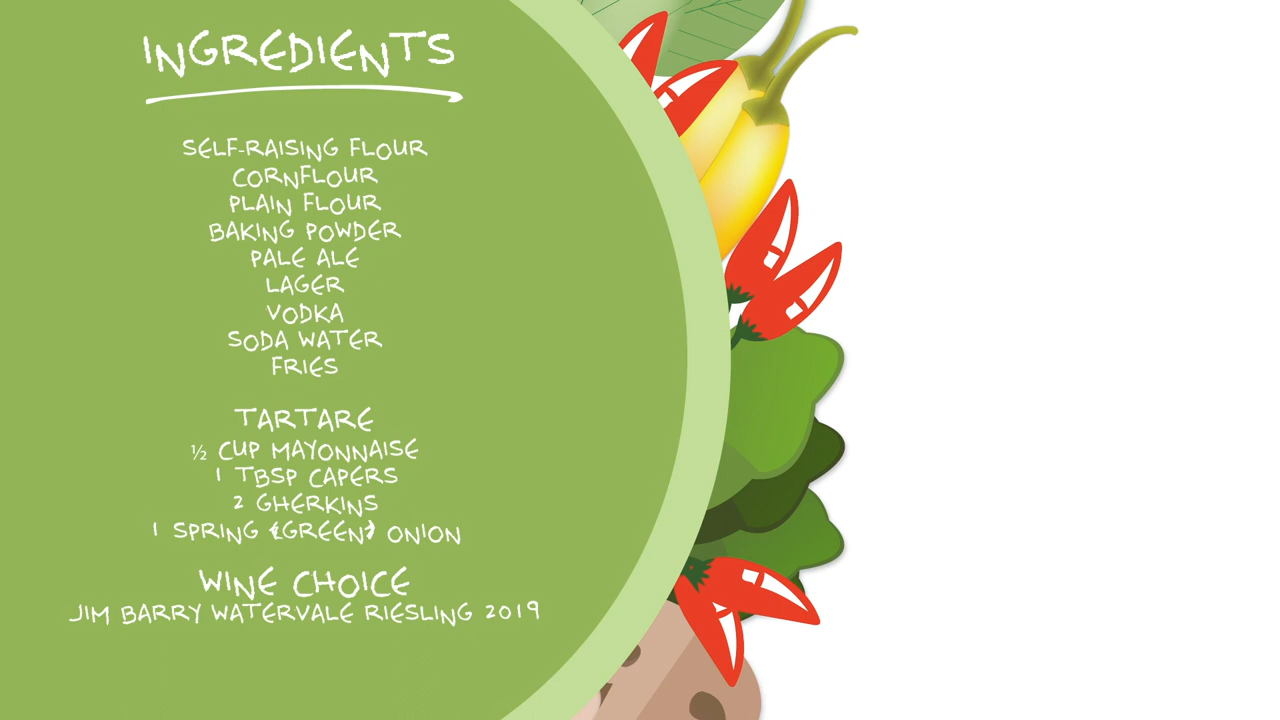 INGREDIENTS
SELF-RAISING FLOUR
CORNFLOUR
PLAIN FLOUR
BAKING POWDER
PALE ALE
LAGER
VODKA
SODA WATER
FRIES
TARTARE
½ CUP MAYONNAISE
1 TBSP CAPERS
2 GHERKINS
1 SPRING {GREEN} ONION
WINE CHOICE
JIM BARRY WATERVALE RIESLING 2019